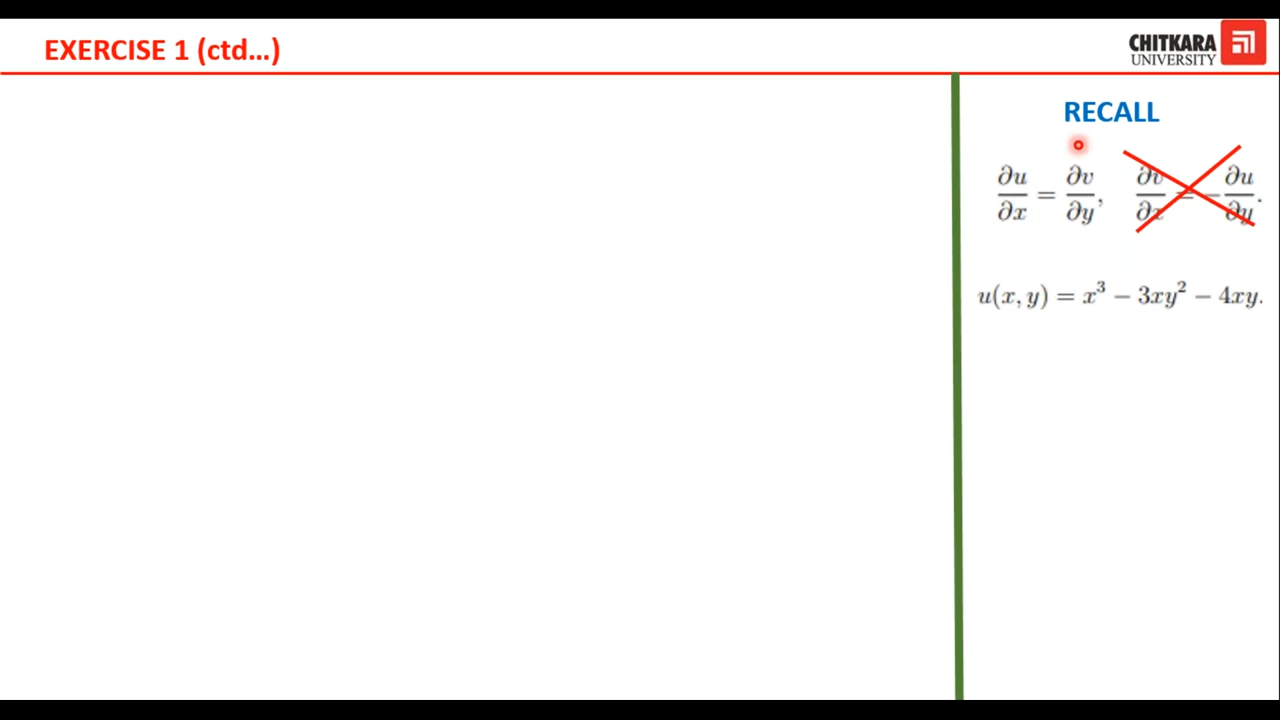 EXERCISE 1 (ctd...)
CHITKARA
UNIVERSITY
RECALL
∂u/∂x = ∂v/∂y, ∂v/∂x = −∂u/∂y.
u(x, y) = x³ − 3xy² − 4xy.